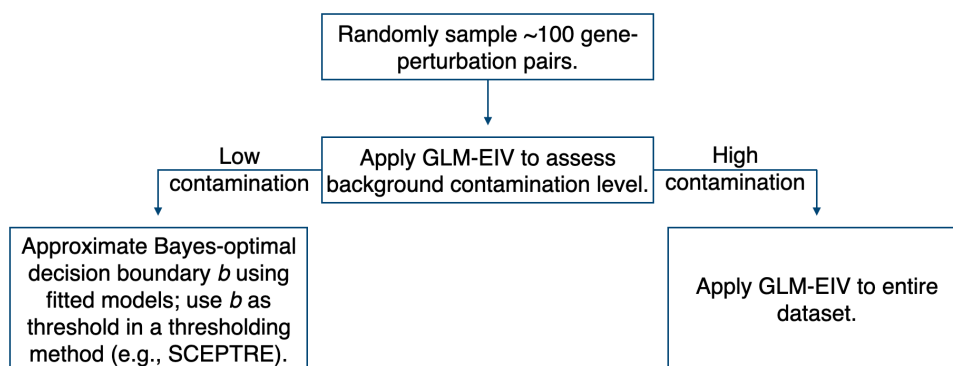 Randomly sample ~100 gene-
perturbation pairs.
Low
contamination
Apply GLM-EIV to assess
background contamination level.
High
contamination
Approximate Bayes-optimal
decision boundary b using
fitted models; use b as
threshold in a thresholding
method (e.g., SCEPTRE).
Apply GLM-EIV to entire
dataset.